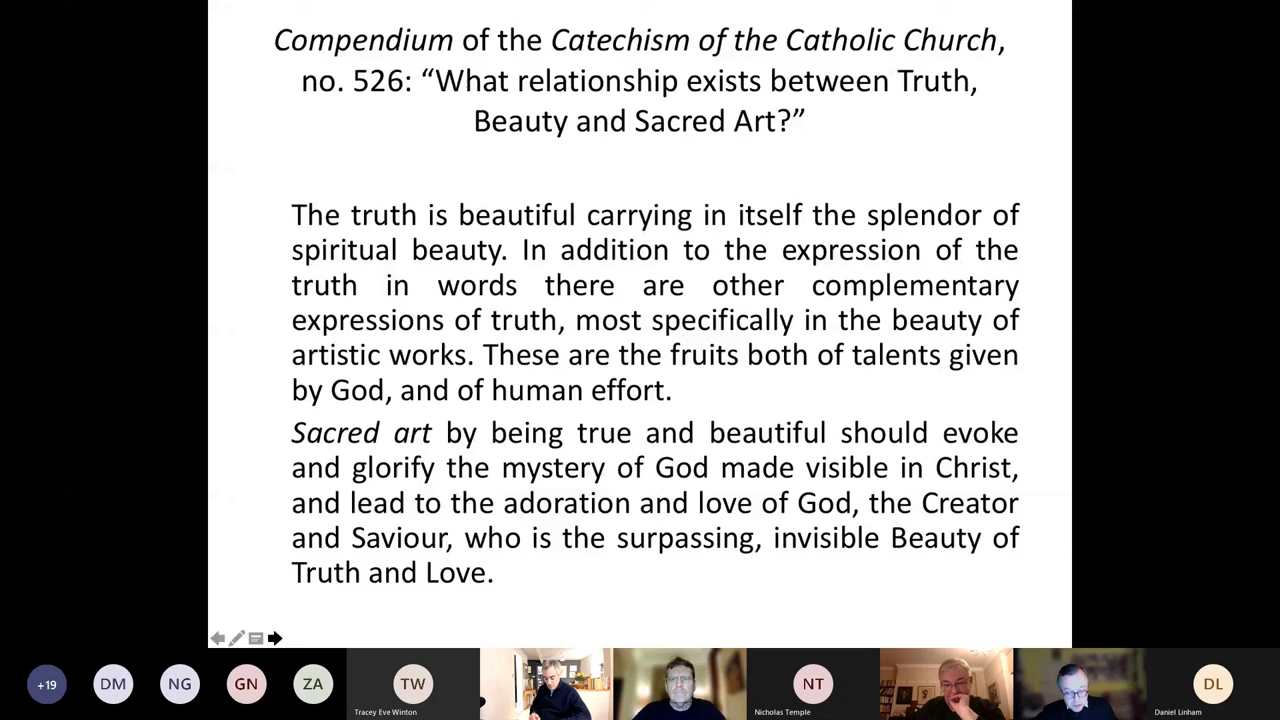 Compendium of the Catechism of the Catholic Church,
no. 526: “What relationship exists between Truth,
Beauty and Sacred Art?”
The truth is beautiful carrying in itself the splendor of
spiritual beauty. In addition to the expression of the
truth in words there are other complementary
expressions of truth, most specifically in the beauty of
artistic works. These are the fruits both of talents given
by God, and of human effort.
Sacred art by being true and beautiful should evoke
and glorify the mystery of God made visible in Christ,
and lead to the adoration and love of God, the Creator
and Saviour, who is the surpassing, invisible Beauty of
Truth and Love.
+19 DM NG GN ZA TW NT DL
Tracey Eve Winton Nicholas Temple Daniel Linham